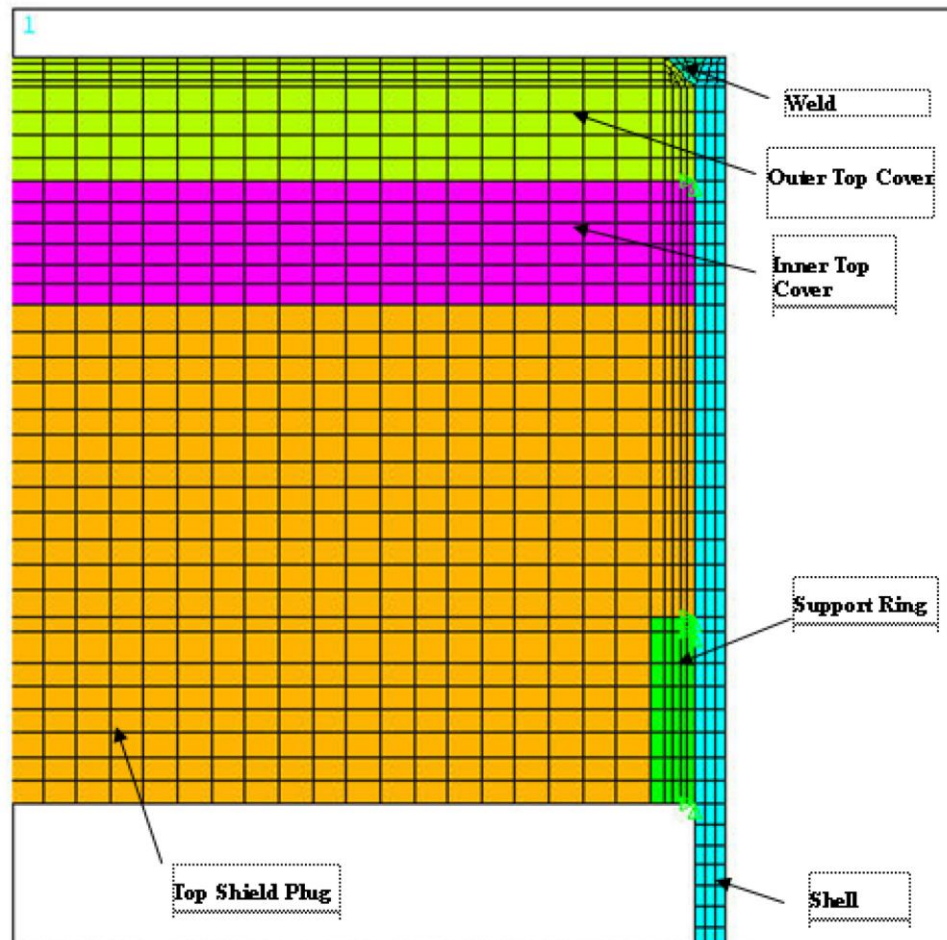 1
Weld
Outer Top Cover
Inner Top
Cover
Support Ring
Top Shield Plug
Shell